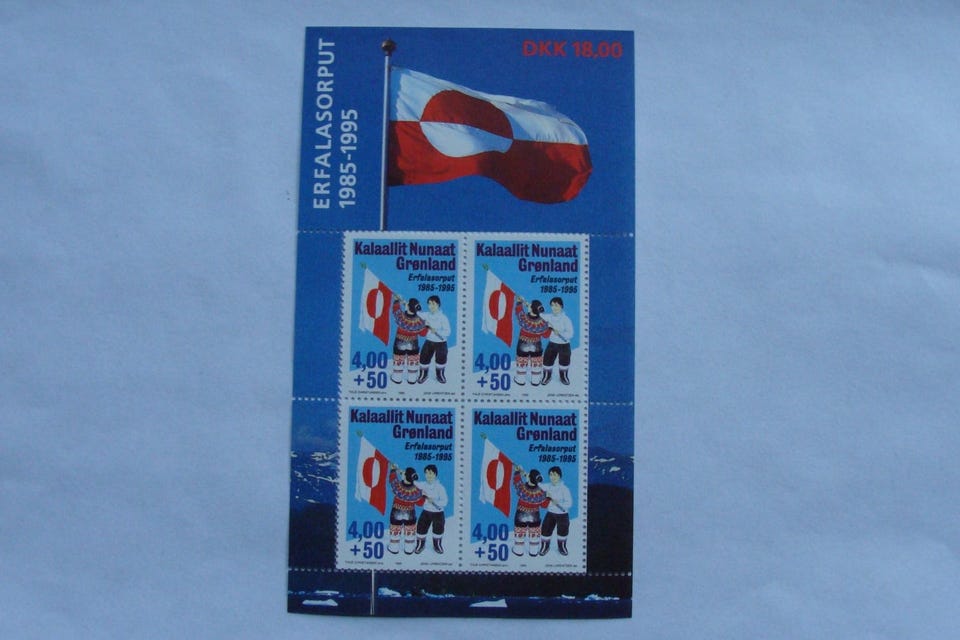 ERFALASORPUT
1985-1995
DKK 18,00
Kalaallit Nunaat
Grønland
Erfalasorput
1985-1995
4,00
+50
Kalaallit Nunaat
Grønland
Erfalasorput
1985-1995
4,00
+50
Kalaallit Nunaat
Grønland
Erfalasorput
1985-1995
4,00
+50
Kalaallit Nunaat
Grønland
Erfalasorput
1985-1995
4,00
+50